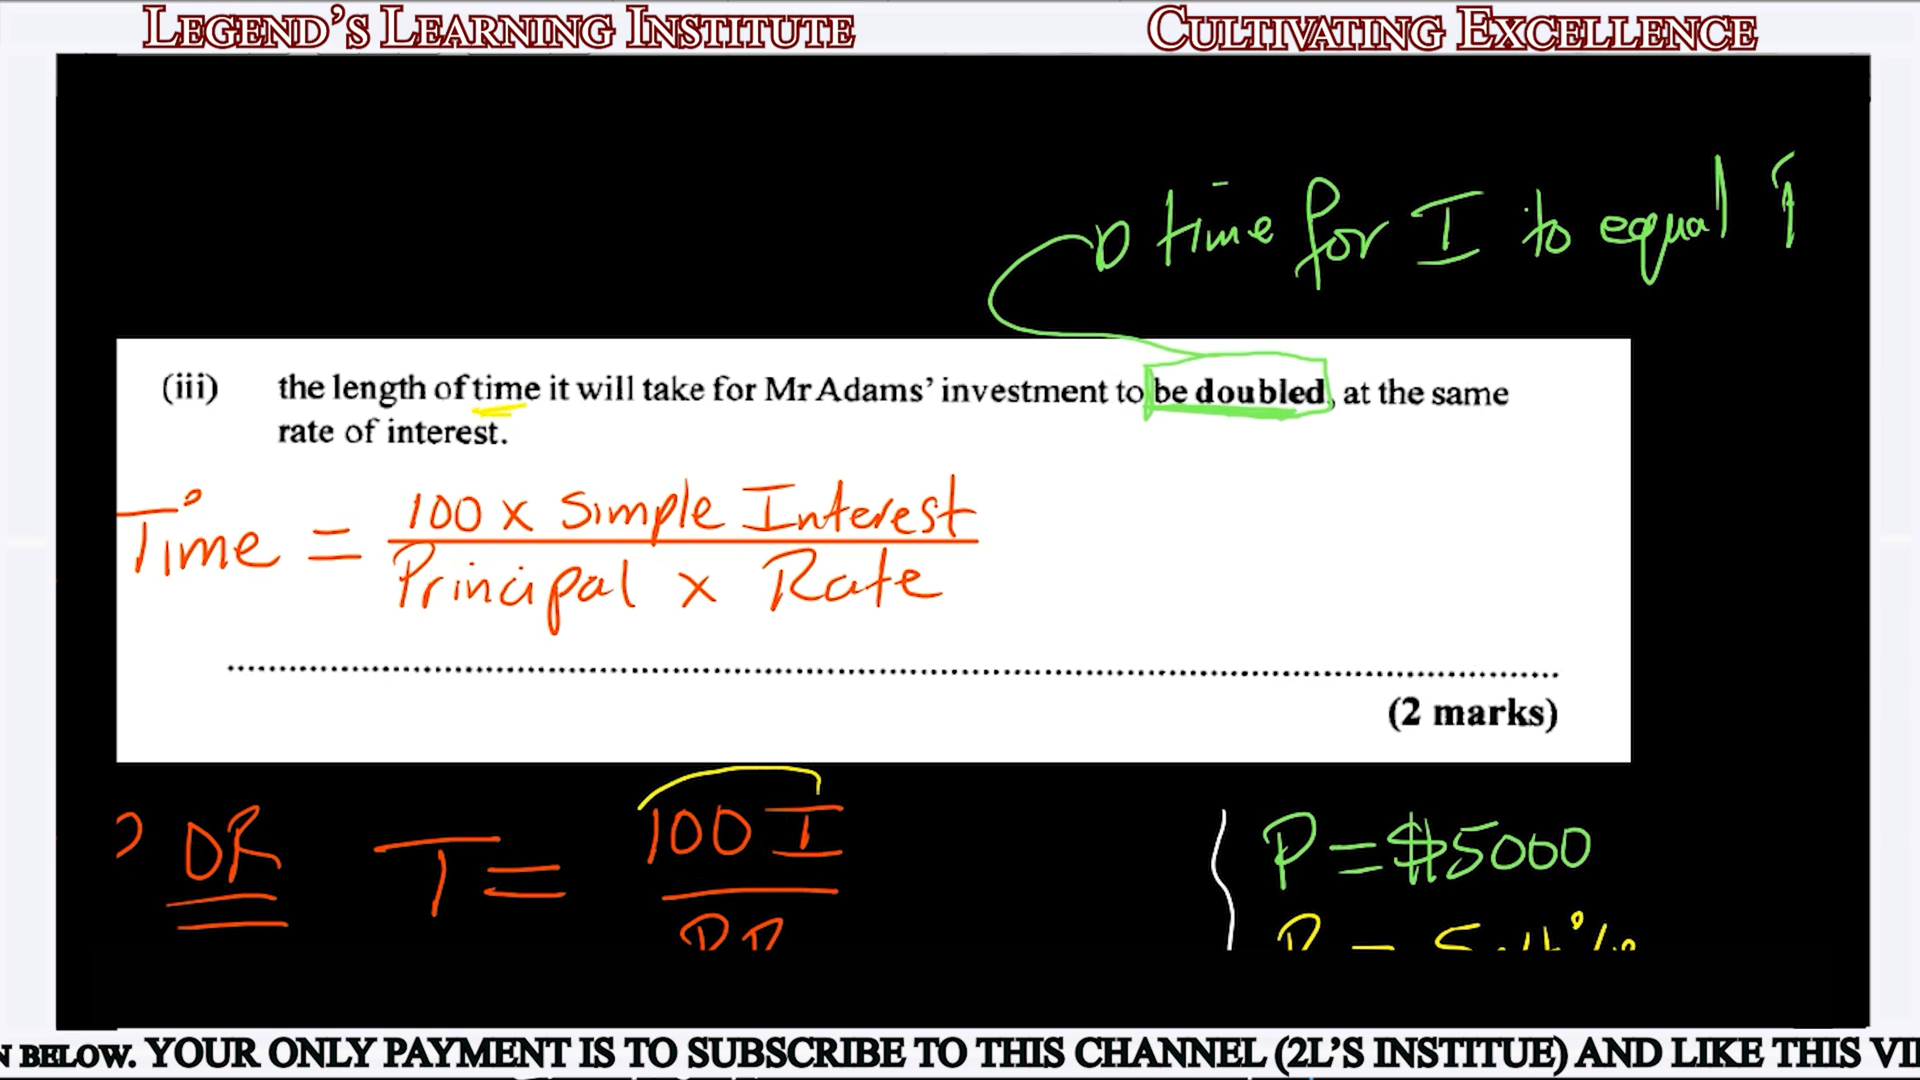 LEGEND'S LEARNING INSTITUTE
CULTIVATING EXCELLENCE
time for I to equal
(iii) the length of time it will take for Mr Adams' investment to be doubled, at the same
rate of interest.
Time = 100 x Simple Interest
Principal x Rate
(2 marks)
OR T = 100 I
P = $5000
N BELOW. YOUR ONLY PAYMENT IS TO SUBSCRIBE TO THIS CHANNEL (2L'S INSTITUE) AND LIKE THIS VI